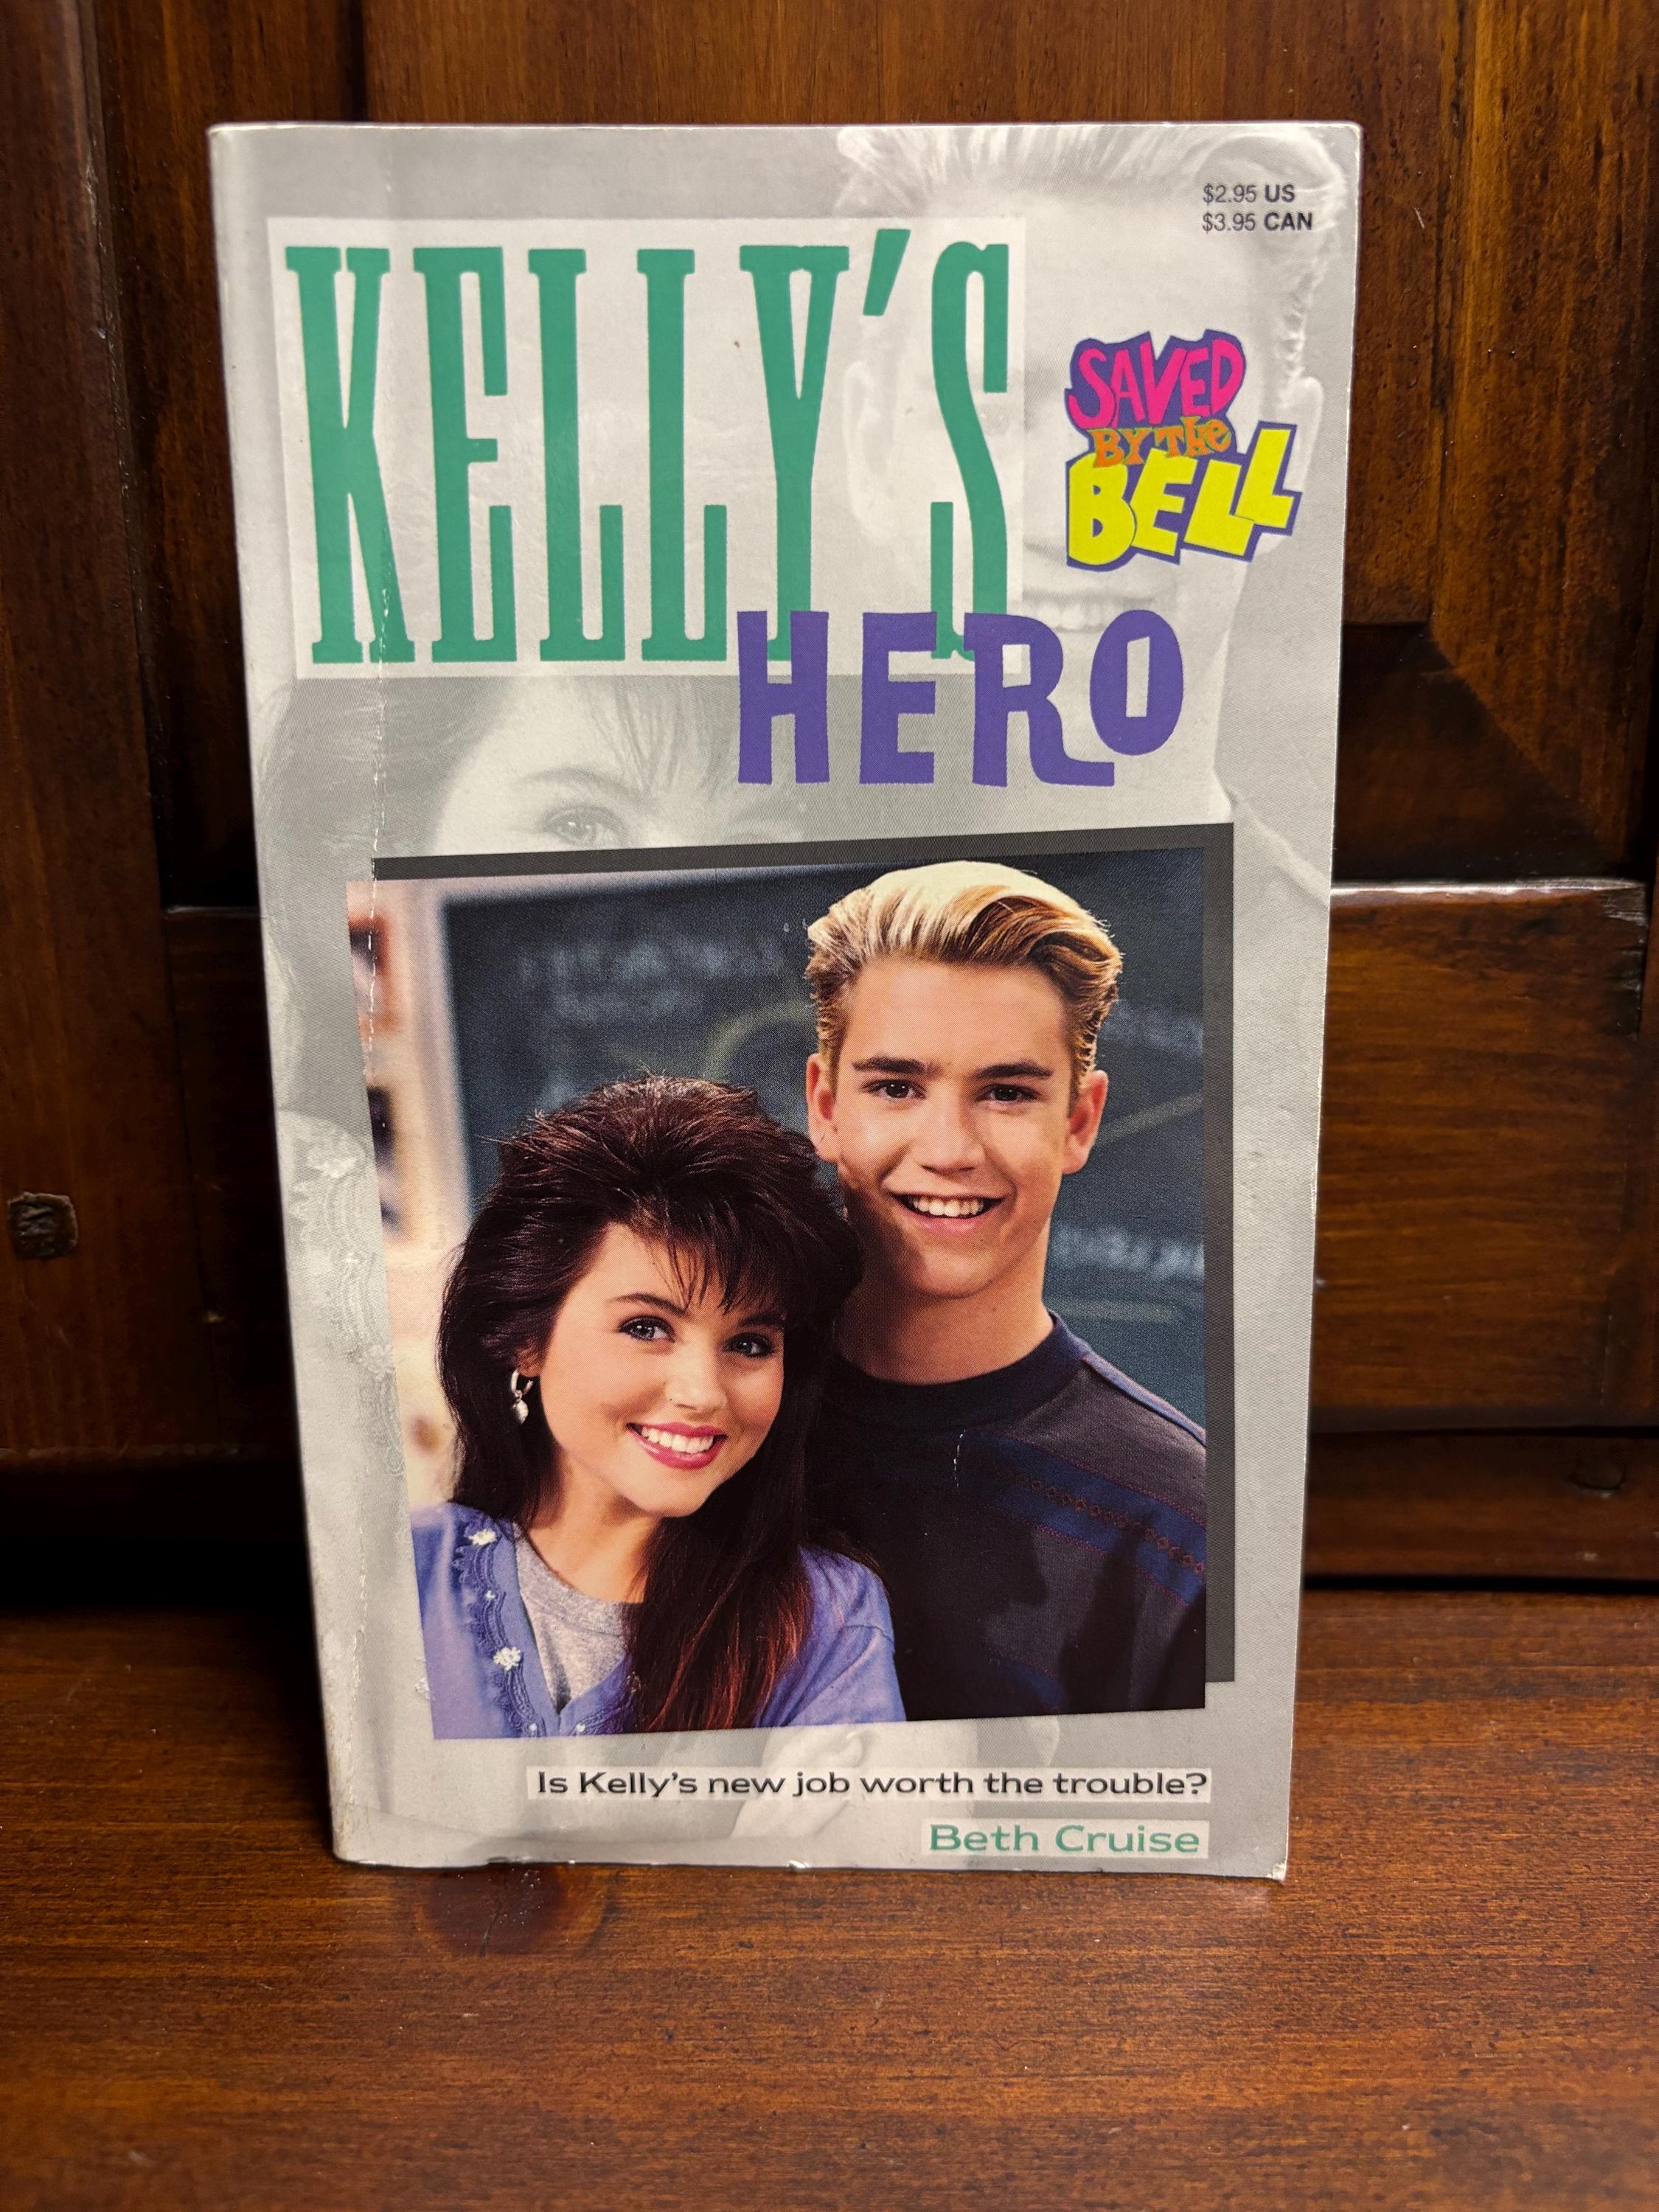 $2.95 US
$3.95 CAN
KELLY'S
HERO
SAVED
BY THE
BELL
Is Kelly's new job worth the trouble?
Beth Cruise